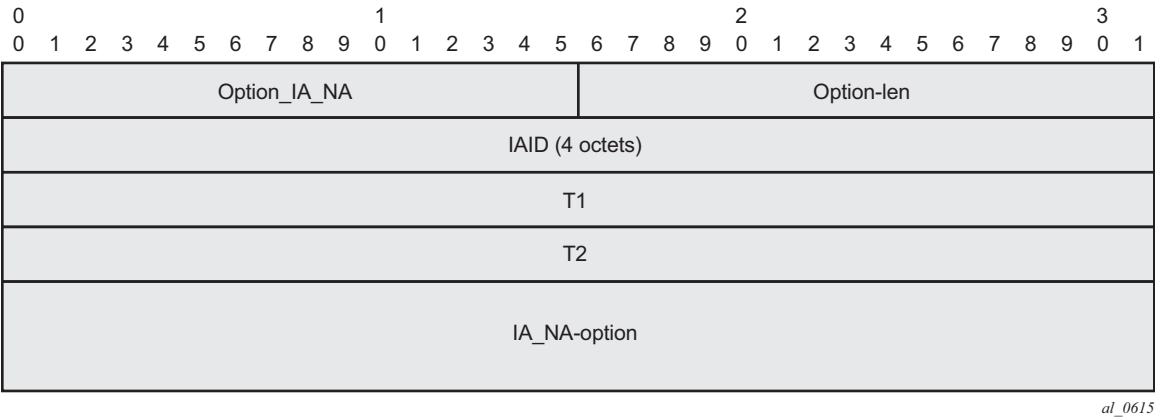 0 1 2 3
0 1 2 3 4 5 6 7 8 9 0 1 2 3 4 5 6 7 8 9 0 1 2 3 4 5 6 7 8 9 0 1
Option_IA_NA Option-len
IAID (4 octets)
T1
T2
IA_NA-option
al_0615